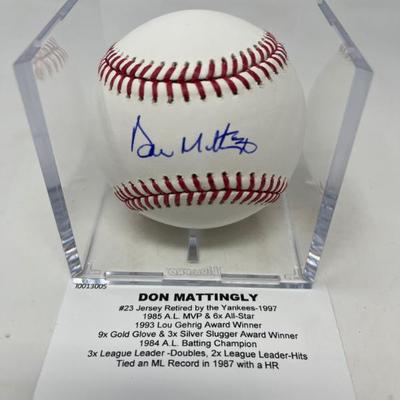 Don Mattingly
10013005
DON MATTINGLY
#23 Jersey Retired by the Yankees-1997
1985 A.L. MVP & 6x All-Star
1993 Lou Gehrig Award Winner
9x Gold Glove & 3x Silver Slugger Award Winner
1984 A.L. Batting Champion
3x League Leader -Doubles, 2x League Leader-Hits
Tied an ML Record in 1987 with a HR